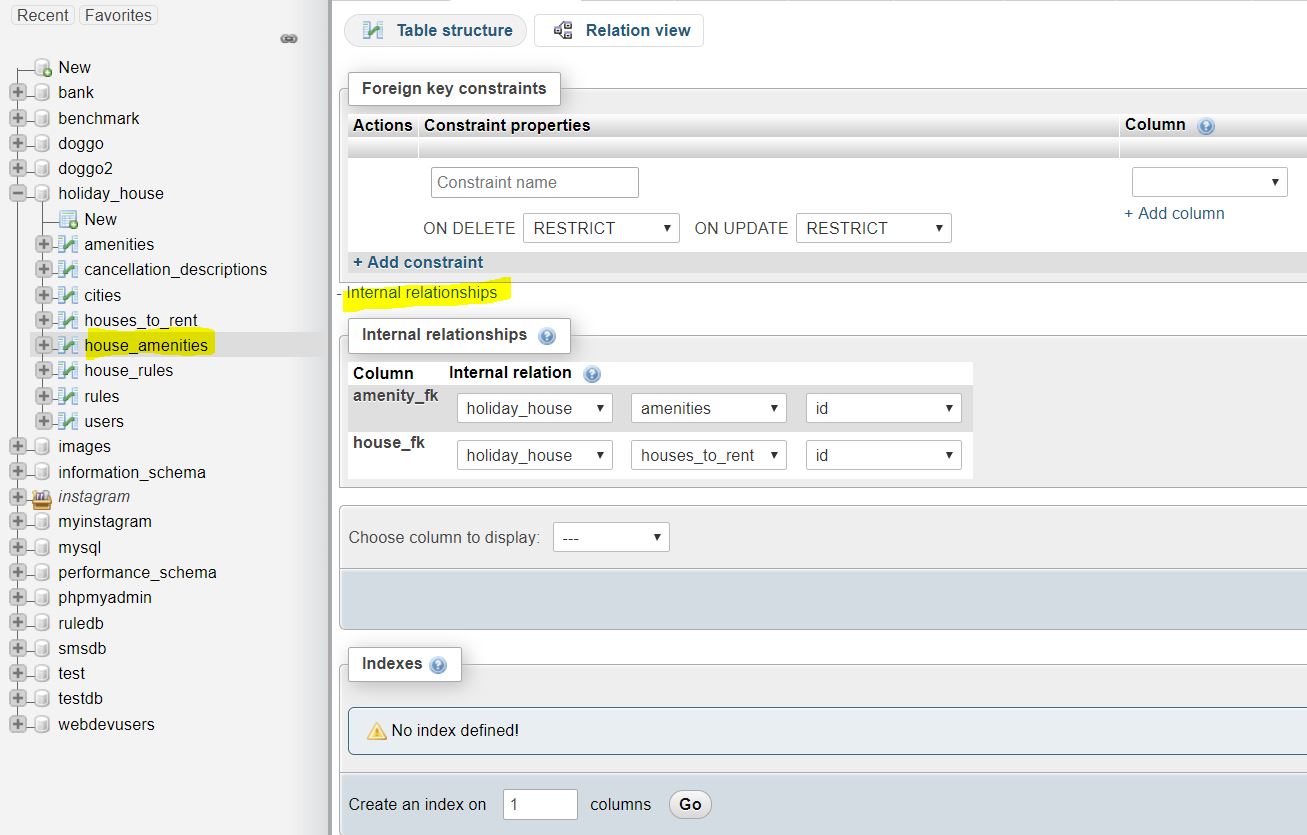 Recent Favorites
New
bank
benchmark
doggo
doggo2
holiday_house
New
amenities
cancellation_descriptions
cities
houses_to_rent
house_amenities
house_rules
rules
users
images
information_schema
instagram
myinstagram
mysql
performance_schema
phpmyadmin
ruledb
smsdb
test
testdb
webdevusers
Table structure Relation view
Foreign key constraints
Actions Constraint properties Column
Constraint name
ON DELETE RESTRICT ON UPDATE RESTRICT
+ Add column
+ Add constraint
- Internal relationships
Internal relationships
Column Internal relation
amenity_fk holiday_house amenities id
house_fk holiday_house houses_to_rent id
Choose column to display: ---
Indexes
No index defined!
Create an index on 1 columns Go